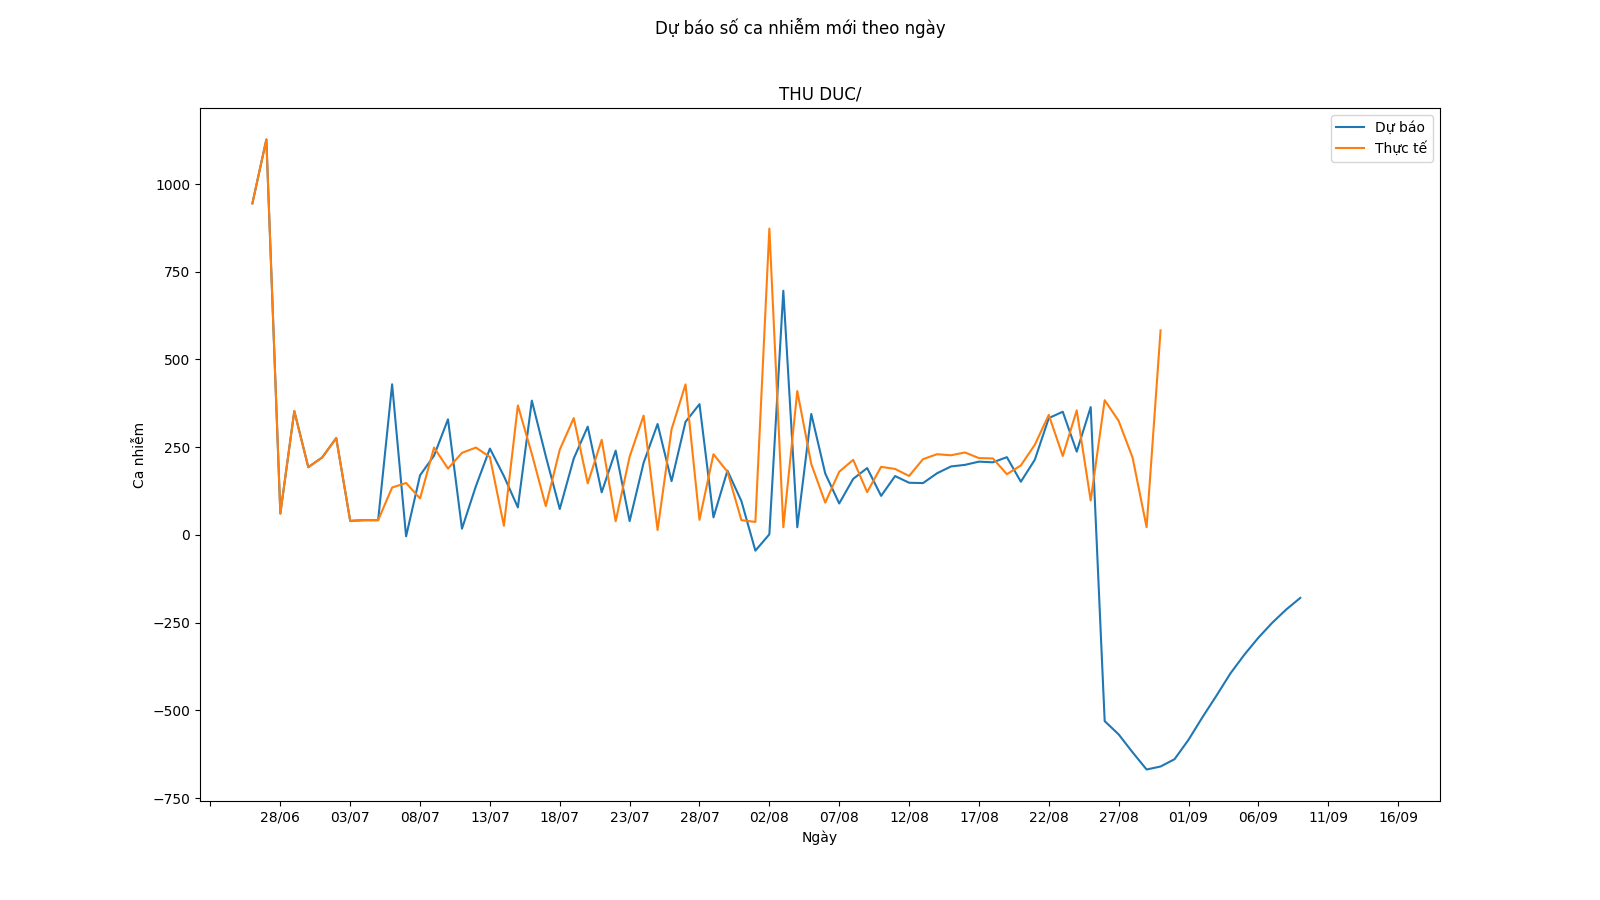 Dự báo số ca nhiễm mới theo ngày
THU DUC/
Dự báo
Thực tế
1000
750
500
250
0
−250
−500
−750
Ca nhiễm
28/06 03/07 08/07 13/07 18/07 23/07 28/07 02/08 07/08 12/08 17/08 22/08 27/08 01/09 06/09 11/09 16/09
Ngày